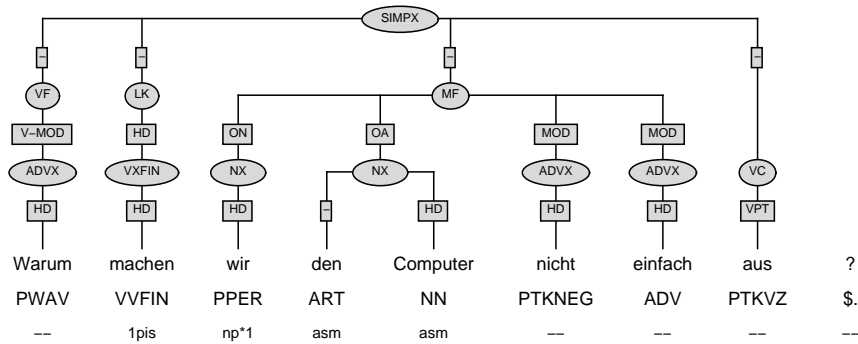 SIMPX
– – – –
VF LK MF
V–MOD HD ON OA MOD MOD
ADVX VXFIN NX NX ADVX ADVX VC
HD HD HD – HD HD HD VPT
Warum machen wir den Computer nicht einfach aus ?
PWAV VVFIN PPER ART NN PTKNEG ADV PTKVZ $.
–– 1pis np*1 asm asm –– –– –– ––